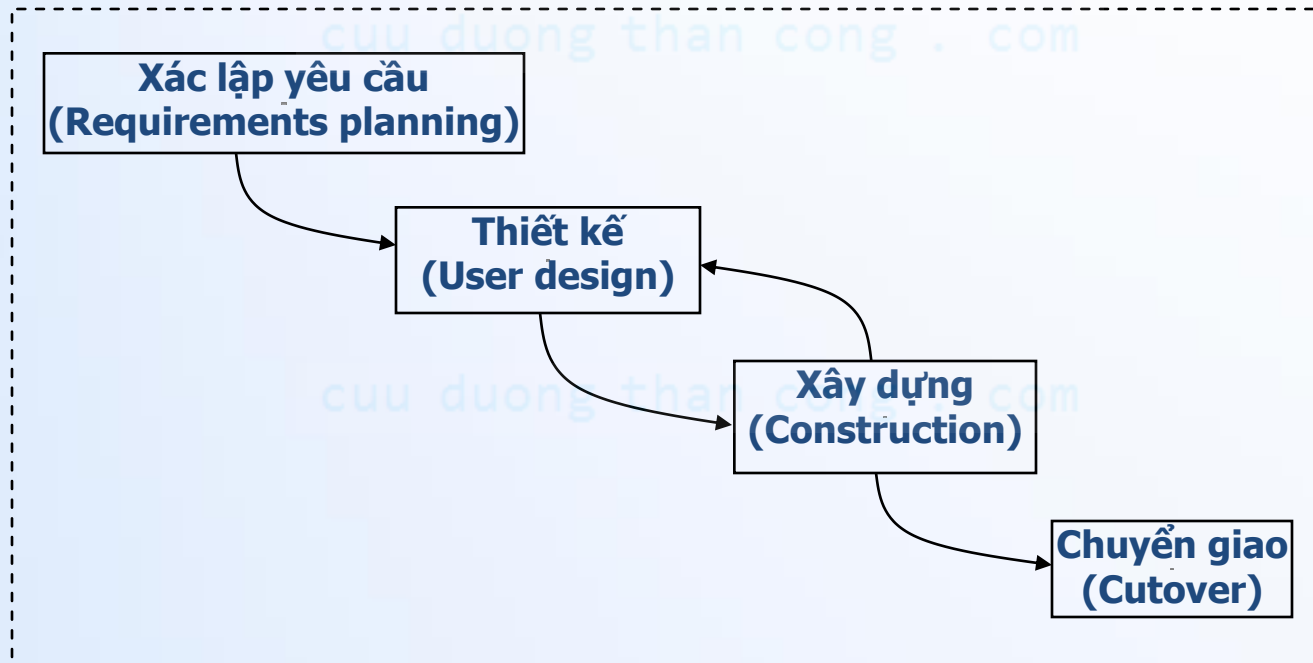 cuu duong than cong . com
Xác lập yêu cầu
(Requirements planning)
Thiết kế
(User design)
cuu duong than cong . com
Xây dựng
(Construction)
Chuyển giao
(Cutover)